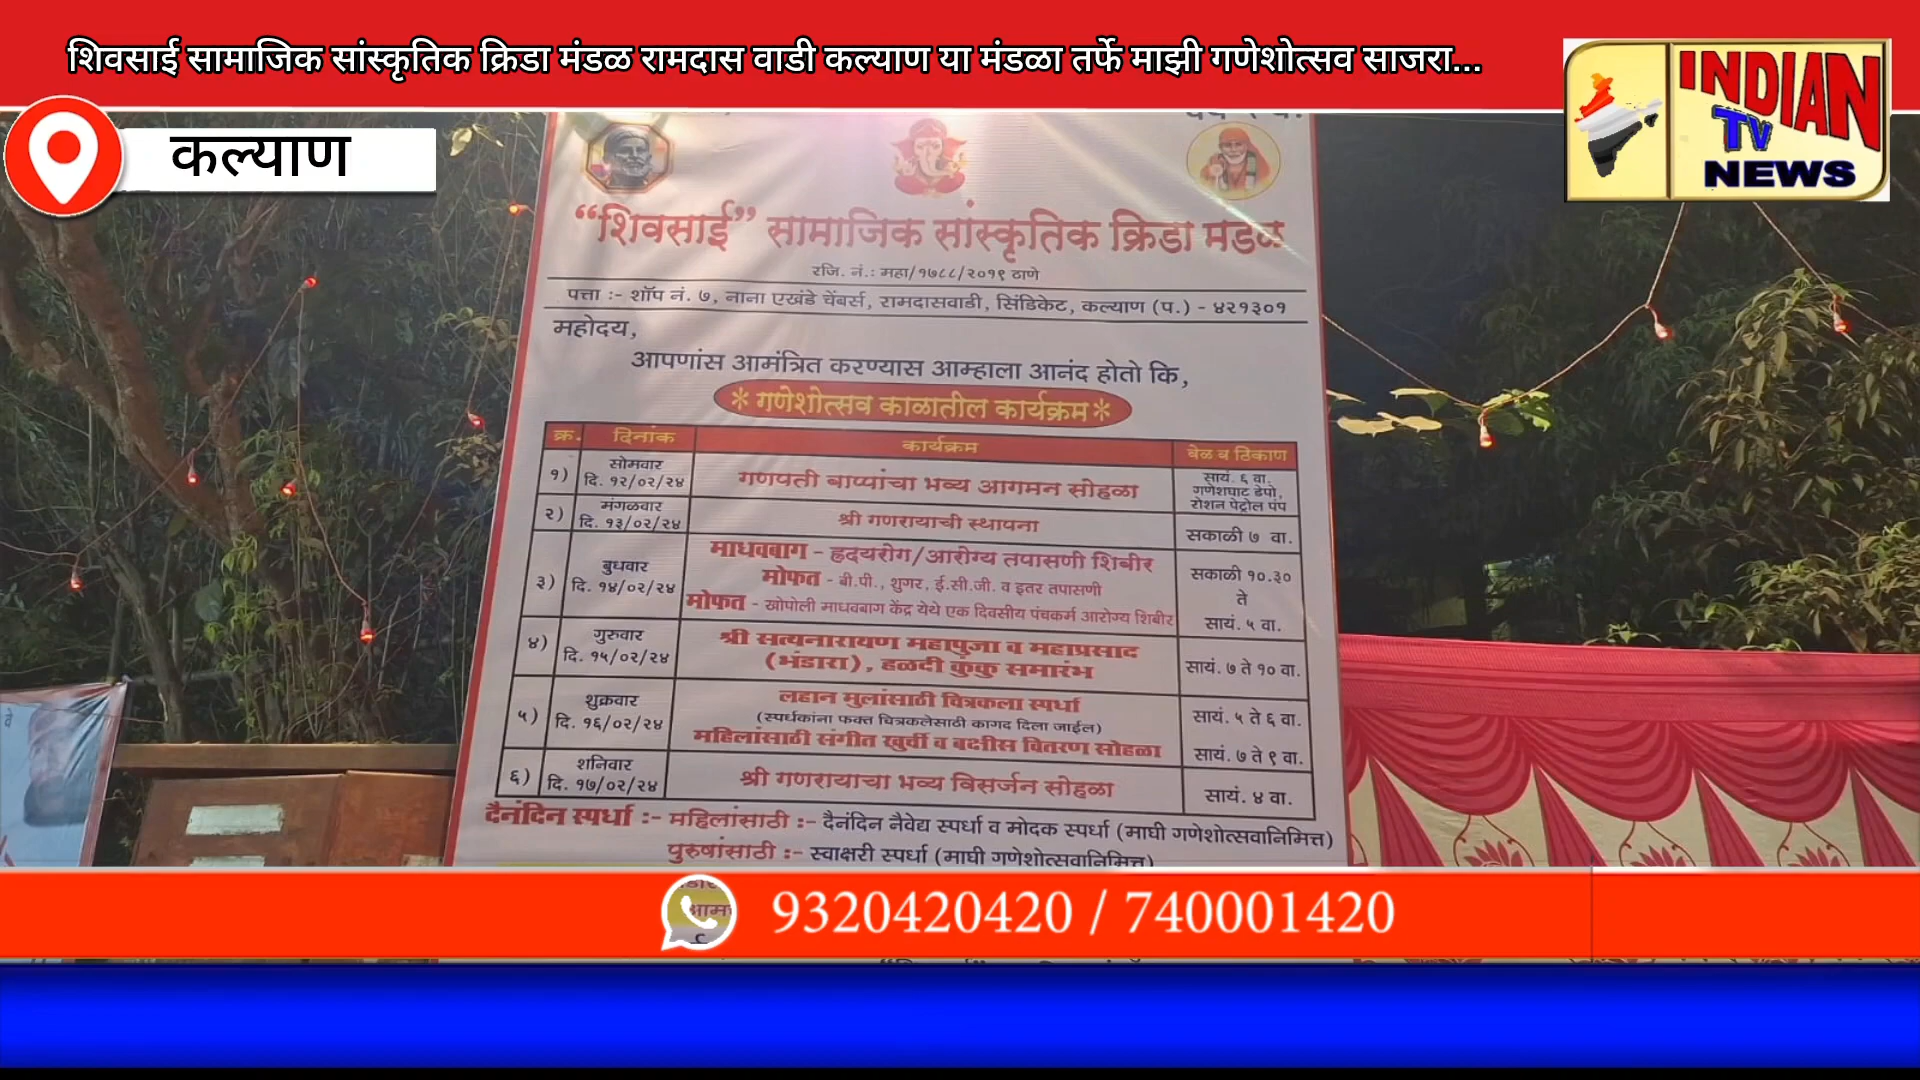 शिवसाई सामाजिक सांस्कृतिक क्रिडा मंडळ रामदास वाडी कल्याण या मंडळा तर्फे माझी गणेशोत्सव साजरा...
INDIAN
TV
NEWS
कल्याण
“शिवसाई” सामाजिक सांस्कृतिक क्रिडा मंडळ
रजि. नं.: महा/१७८८/२०१९ ठाणे
पत्ता :- शॉप नं. ७, नाना एखंडे चेंबर्स, रामदासवाडी, सिंडिकेट, कल्याण (प.) - ४२१३०१
महोदय,
आपणांस आमंत्रित करण्यास आम्हाला आनंद होतो कि,
* गणेशोत्सव काळातील कार्यक्रम *
क्र. दिनांक कार्यक्रम वेळ व ठिकाण
१) सोमवार दि. १२/०२/२४ गणपती बाप्पांचा भव्य आगमन सोहळा सायं. ६ वा. गणेशघाट डेपो, रोशन पेट्रोल पंप
२) मंगळवार दि. १३/०२/२४ श्री गणरायाची स्थापना सकाळी ७ वा.
३) बुधवार दि. १४/०२/२४ माधवबाग - हृदयरोग/आरोग्य तपासणी शिबीर सकाळी १०.३० ते सायं. ५ वा.
मोफत - बी.पी., शुगर, ई.सी.जी. व इतर तपासणी
मोफत - खोपोली माधवबाग केंद्र येथे एक दिवसीय पंचकर्म आरोग्य शिबीर
४) गुरुवार दि. १५/०२/२४ श्री सत्यनारायण महापुजा व महाप्रसाद सायं. ७ ते १० वा.
(भंडारा), हळदी कुंकु समारंभ
५) शुक्रवार दि. १६/०२/२४ लहान मुलांसाठी चित्रकला स्पर्धा सायं. ५ ते ६ वा.
(स्पर्धकांना फक्त चित्रकलेसाठी कागद दिला जाईल)
महिलांसाठी संगीत खुर्ची व बक्षीस वितरण सोहळा सायं. ७ ते ९ वा.
६) शनिवार दि. १७/०२/२४ श्री गणरायाचा भव्य विसर्जन सोहळा सायं. ४ वा.
दैनंदिन स्पर्धा :- महिलांसाठी :- दैनंदिन नैवेद्य स्पर्धा व मोदक स्पर्धा (माघी गणेशोत्सवानिमित्त)
पुरुषांसाठी :- स्वाक्षरी स्पर्धा (माघी गणेशोत्सवानिमित्त)
9320420420 / 740001420